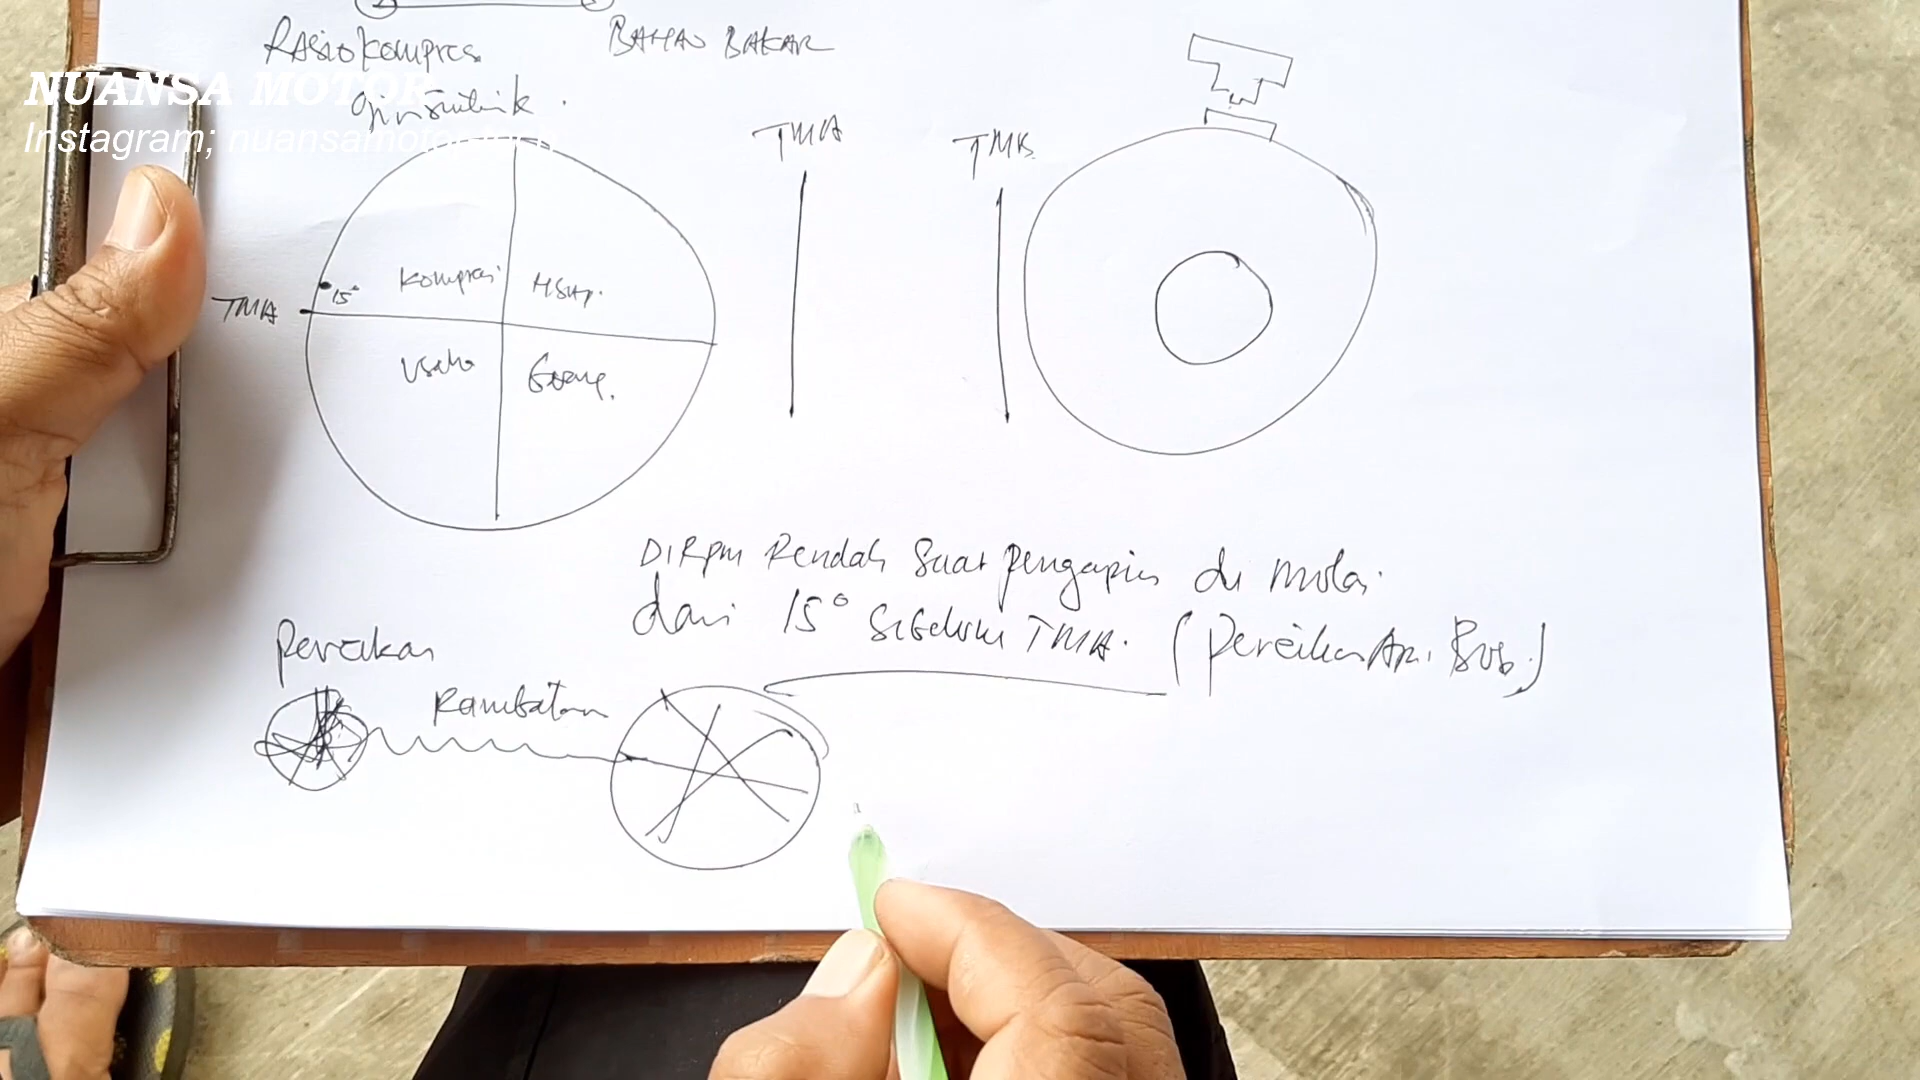 Rasio Kompresi
BAHAN BAKAR
NUANSA MOTOR
Instagram; nuansamotor
TMA
TMB
Kompresi
Hisap.
15°
TMA
Usaha
Buang.
Di Rpm Rendah Saat pengapian di mulai
dari 15° Sebelum TMA. (Percikan Api Busi)
Percikan
Rambatan